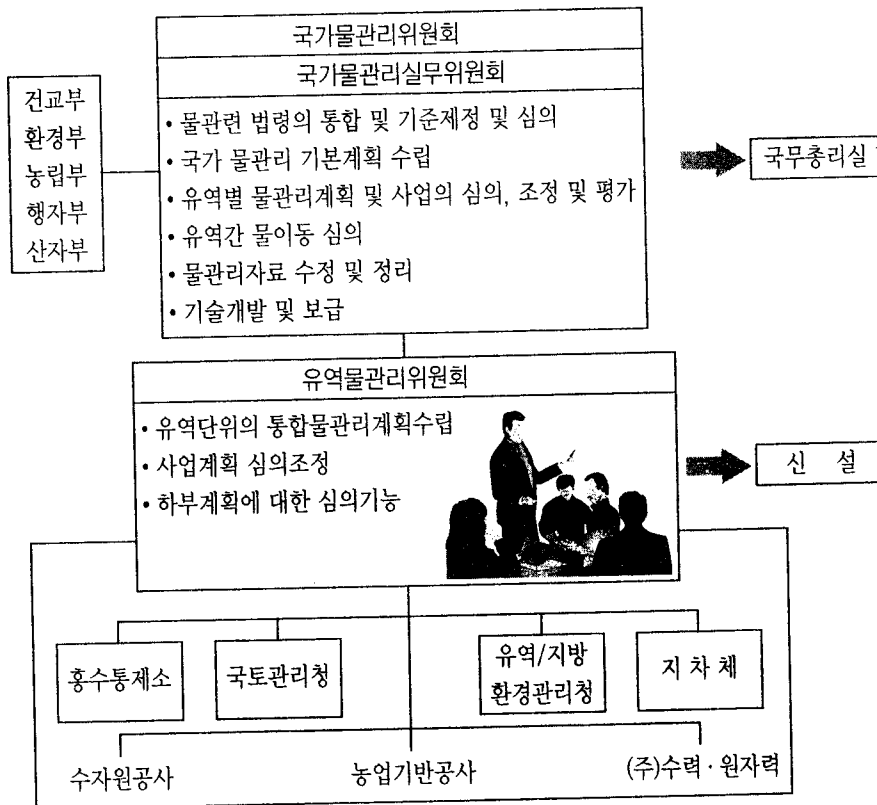 국가물관리위원회
국가물관리실무위원회
건교부
환경부
농립부
행자부
산자부
• 물관련 법령의 통합 및 기준제정 및 심의
• 국가 물관리 기본계획 수립
• 유역별 물관리계획 및 사업의 심의, 조정 및 평가
• 유역간 물이동 심의
• 물관리자료 수정 및 정리
• 기술개발 및 보급
국무총리실
유역물관리위원회
• 유역단위의 통합물관리계획수립
• 사업계획 심의조정
• 하부계획에 대한 심의기능
신 설
홍수통제소
국토관리청
유역/지방
환경관리청
지 차 체
수자원공사
농업기반공사
(주)수력 · 원자력